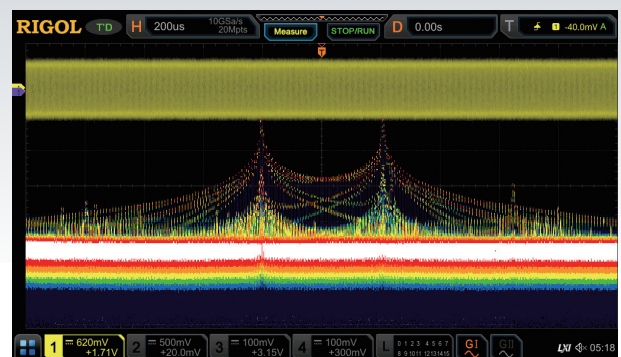 RIGOL T'D H 200us 10GSa/s 20Mpts Measure STOP/RUN D 0.00s T 1 -40.0mV A
T
1 620mV +1.71V 2 500mV +20.0mV 3 100mV +3.15V 4 100mV +300mV L 0 1 2 3 4 5 6 7 8 9 10 11 12 13 14 15 GI GII LXI 05:18